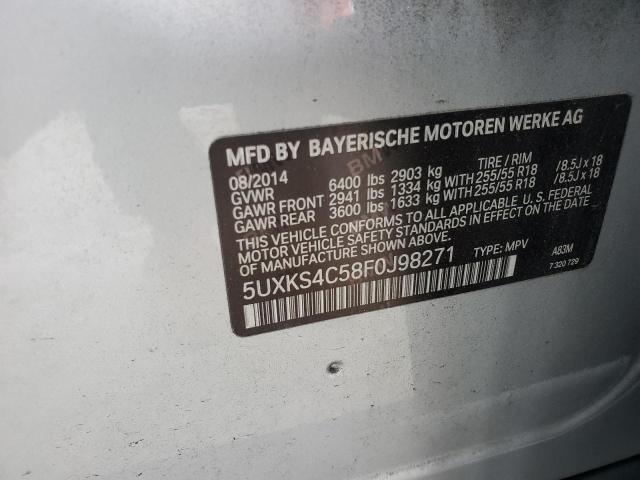 MFD BY BAYERISCHE MOTOREN WERKE AG
08/2014 TIRE / RIM
GVWR 6400 lbs 2903 kg
GAWR FRONT 2941 lbs 1334 kg WITH 255/55 R18 /8.5J x 18
GAWR REAR 3600 lbs 1633 kg WITH 255/55 R18 /8.5J x 18
THIS VEHICLE CONFORMS TO ALL APPLICABLE U.S. FEDERAL
MOTOR VEHICLE SAFETY STANDARDS IN EFFECT ON THE DATE
OF MANUFACTURE SHOWN ABOVE.
5UXKS4C58F0J98271 TYPE: MPV A83M
7 320 729